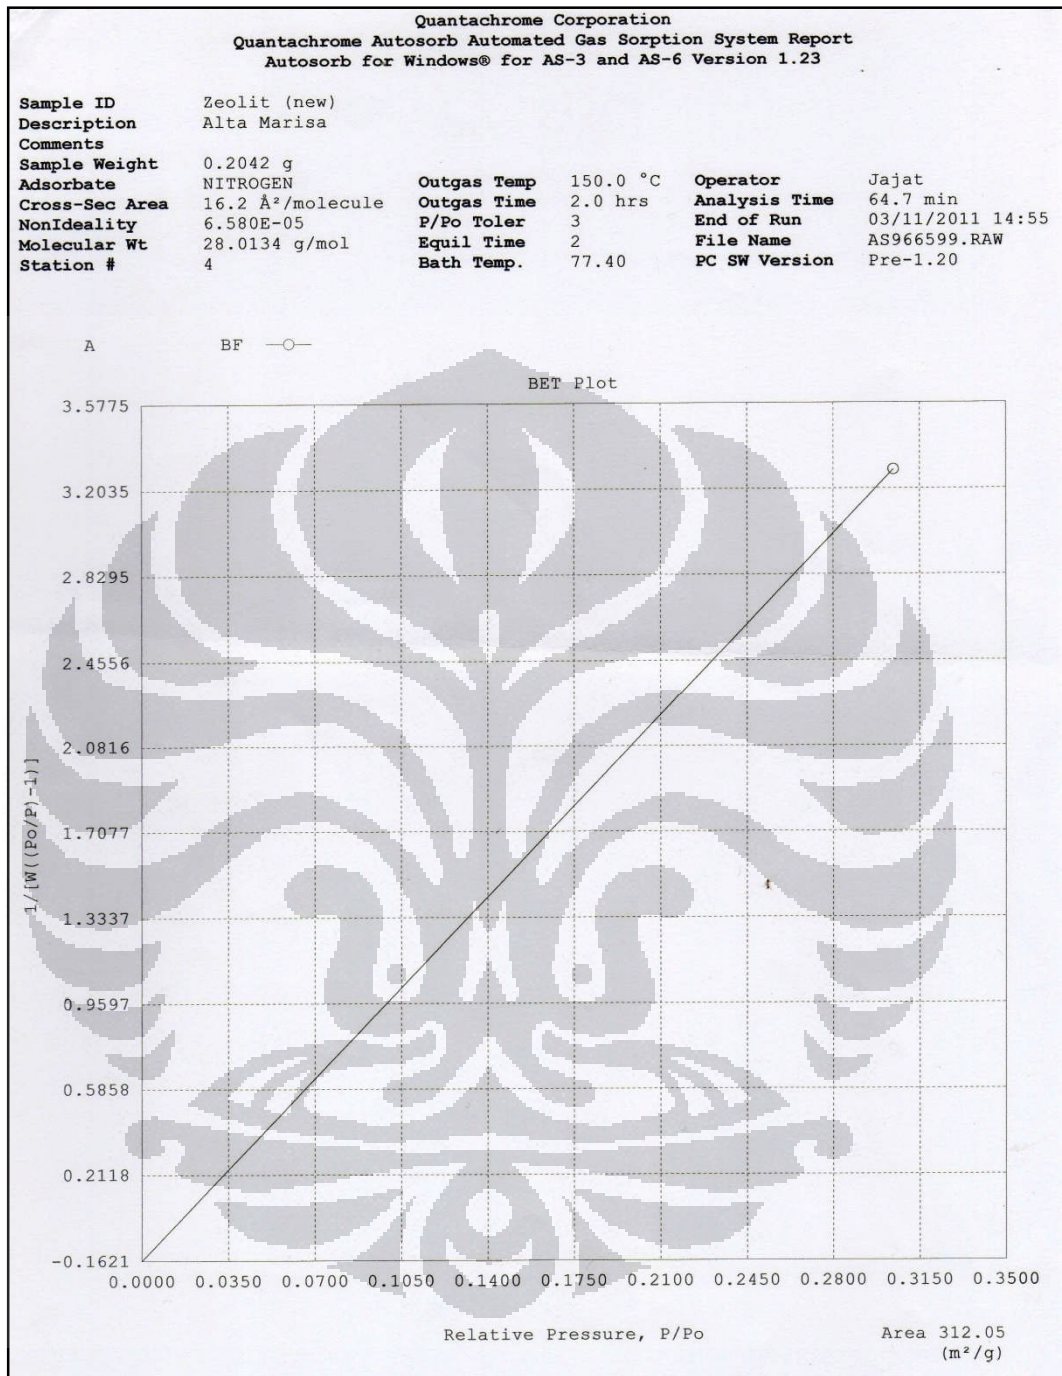 Quantachrome Corporation
Quantachrome Autosorb Automated Gas Sorption System Report
Autosorb for Windows® for AS-3 and AS-6 Version 1.23
Sample ID Zeolit (new)
Description Alta Marisa
Comments
Sample Weight 0.2042 g
Adsorbate NITROGEN Outgas Temp 150.0 °C Operator Jajat
Cross-Sec Area 16.2 Å²/molecule Outgas Time 2.0 hrs Analysis Time 64.7 min
NonIdeality 6.580E-05 P/Po Toler 3 End of Run 03/11/2011 14:55
Molecular Wt 28.0134 g/mol Equil Time 2 File Name AS966599.RAW
Station # 4 Bath Temp. 77.40 PC SW Version Pre-1.20
A BF
BET Plot
3.5775
3.2035
2.8295
2.4556
2.0816
1.7077
1.3337
0.9597
0.5858
0.2118
-0.1621
1/[W((Po/P)-1)]
0.0000 0.0350 0.0700 0.1050 0.1400 0.1750 0.2100 0.2450 0.2800 0.3150 0.3500
Relative Pressure, P/Po
Area 312.05
(m²/g)